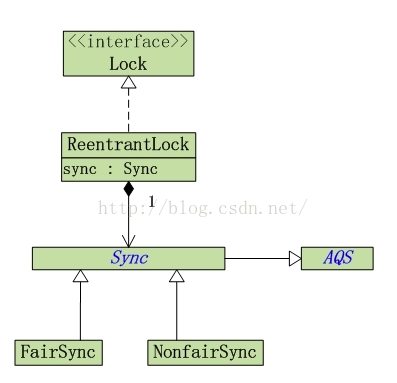 <<interface>>
Lock
ReentrantLock
sync : Sync
1
http://blog.csdn.net/
Sync
AQS
FairSync
NonfairSync